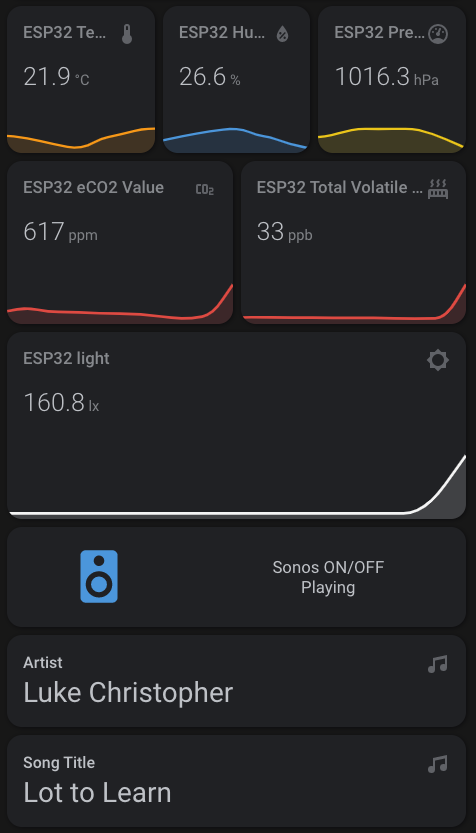 ESP32 Te...
ESP32 Hu...
ESP32 Pre...
21.9 °C
26.6 %
1016.3 hPa
ESP32 eCO2 Value
CO2
ESP32 Total Volatile ...
617 ppm
33 ppb
ESP32 light
160.8 lx
Sonos ON/OFF
Playing
Artist
Luke Christopher
Song Title
Lot to Learn